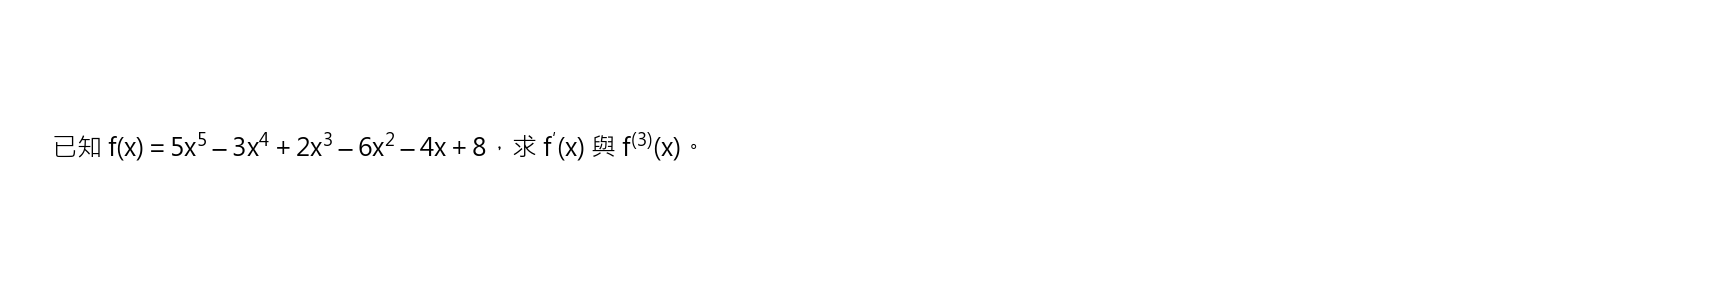 已知 f(x) = 5x⁵ – 3x⁴ + 2x³ – 6x² – 4x + 8，求 f′(x) 與 f⁽³⁾(x)。